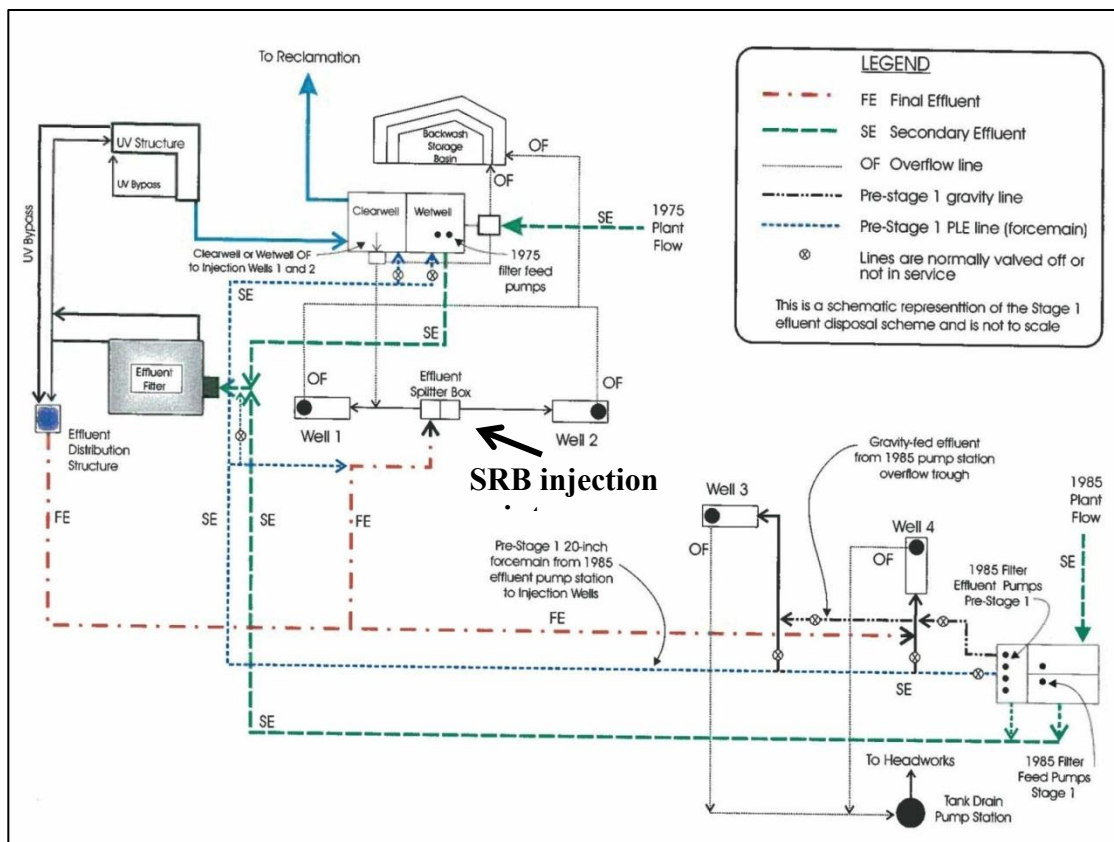 To Reclamation
UV Structure
UV Bypass
UV Bypass
Backwash
Storage
Basin
OF
OF
Clearwell
Wetwell
SE
1975
Plant
Flow
Clearwell or Wetwell OF
to Injection Wells 1 and 2
1975
filter feed
pumps
SE
SE
Effluent
Filter
OF
Effluent
Splitter Box
OF
Well 1
Well 2
Effluent
Distribution
Structure
SRB injection
FE
SE
SE
FE
LEGEND
FE Final Effluent
SE Secondary Effluent
OF Overflow line
Pre-stage 1 gravity line
Pre-Stage 1 PLE line (forcemain)
Lines are normally valved off or
not in service
This is a schematic representtion of the Stage 1
efluent disposal scheme and is not to scale
Gravity-fed effluent
from 1985 pump station
overflow trough
1985
Plant
Flow
SE
Well 3
Well 4
OF
OF
Pre-Stage 1 20-inch
forcemain from 1985
effluent pump station
to Injection Wells
1985 Filter
Effluent Pumps
Pre-Stage 1
FE
SE
SE
1985 Filter
Feed Pumps
Stage 1
To Headworks
Tank Drain
Pump Station